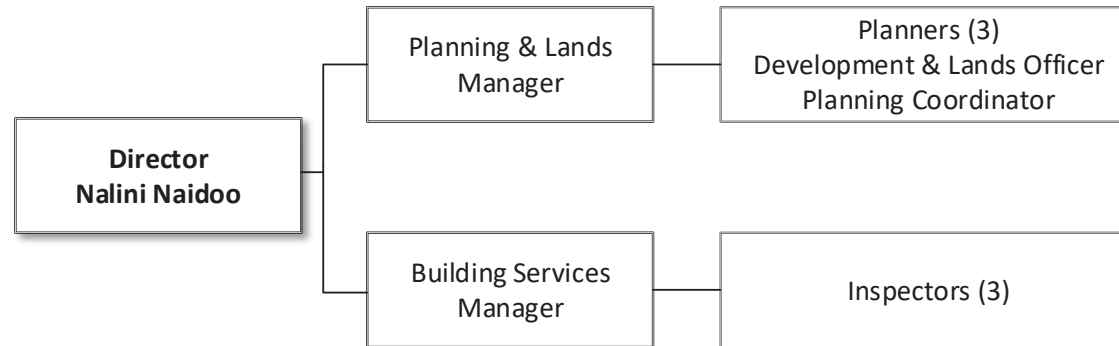 Director
Nalini Naidoo
Planning & Lands
Manager
Planners (3)
Development & Lands Officer
Planning Coordinator
Building Services
Manager
Inspectors (3)